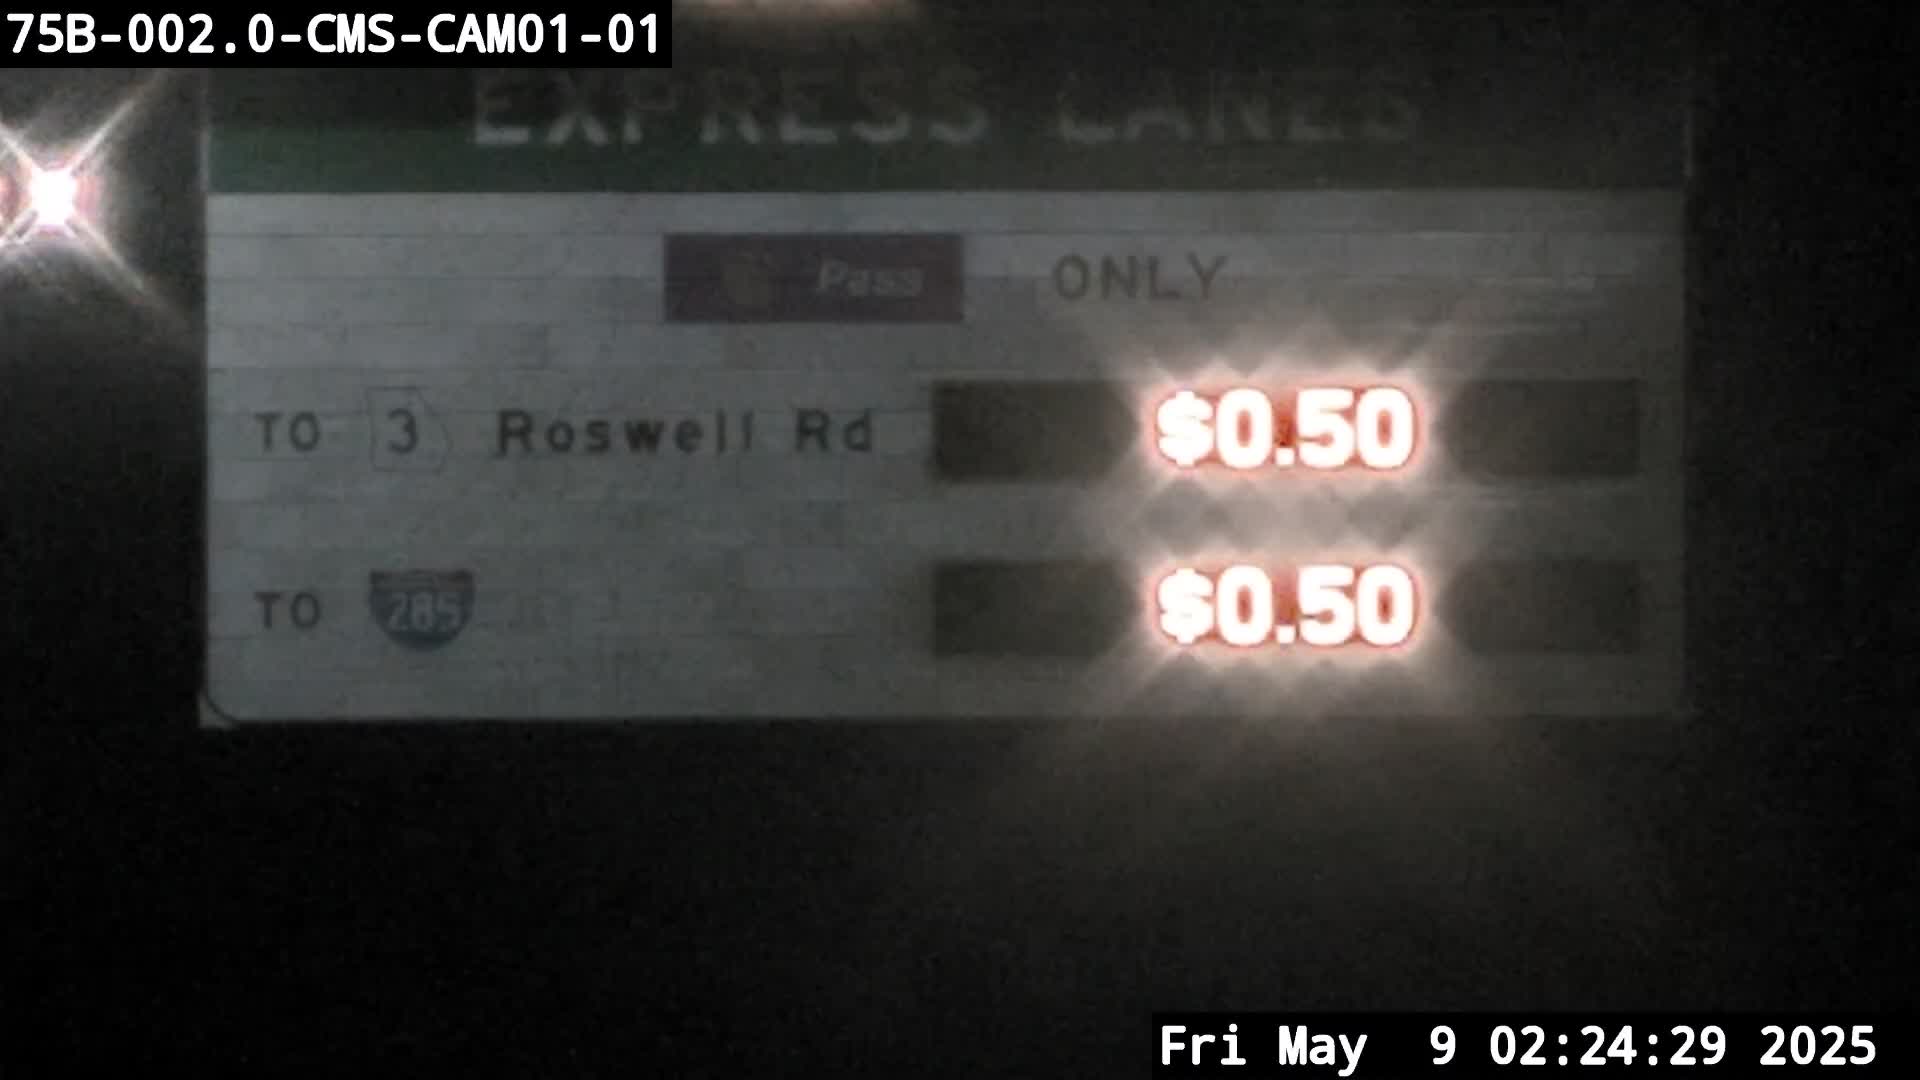 75B-002.0-CMS-CAM01-01
EXPRESS LANES
Pass ONLY
TO 3 Roswell Rd $0.50
TO 285 $0.50
Fri May 9 02:24:29 2025